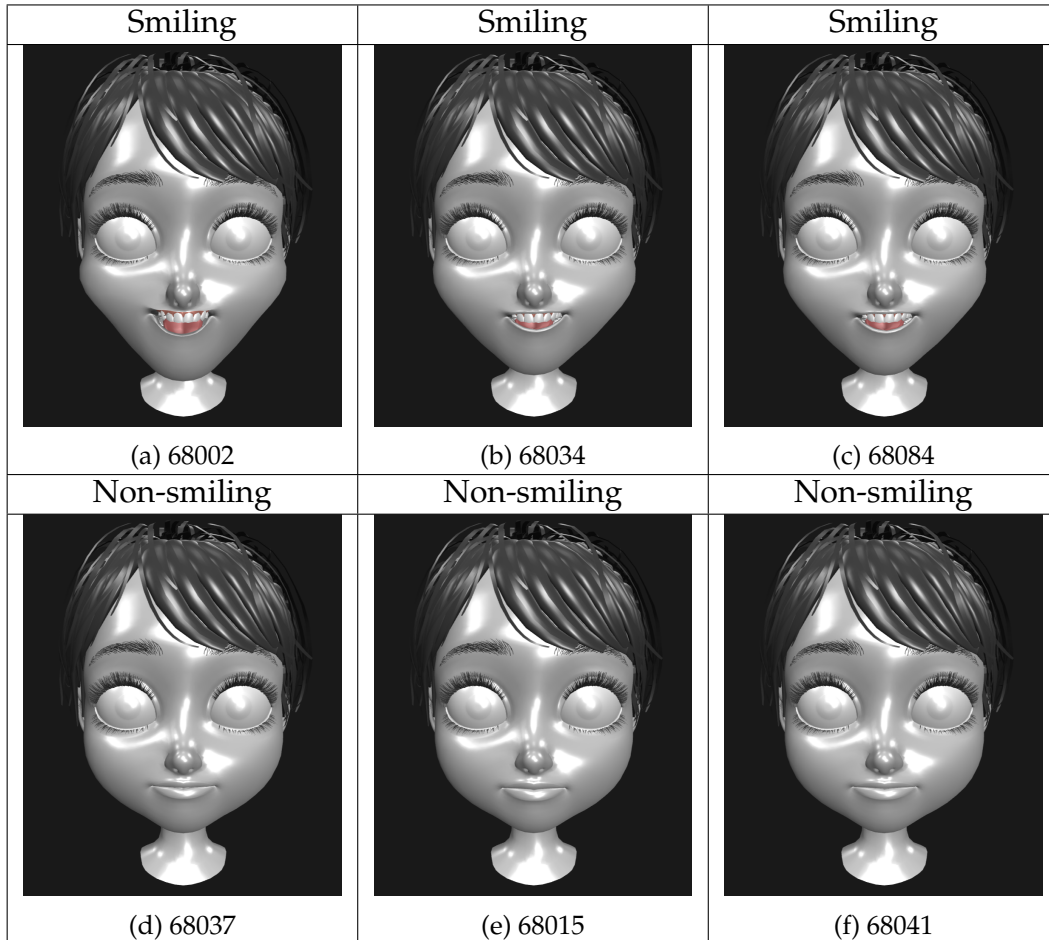 Smiling Smiling Smiling
(a) 68002 (b) 68034 (c) 68084
Non-smiling Non-smiling Non-smiling
(d) 68037 (e) 68015 (f) 68041